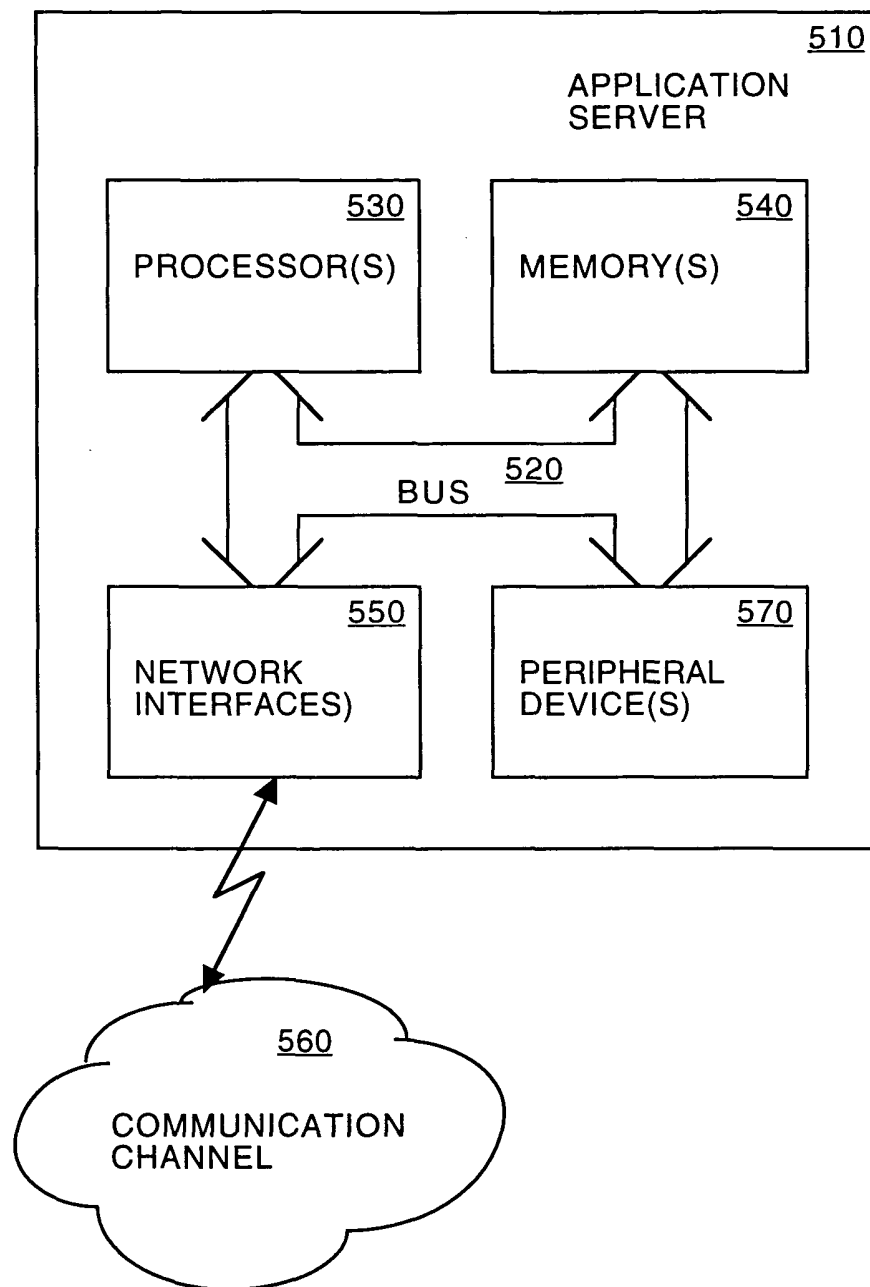 510
APPLICATION
SERVER
530
PROCESSOR(S)
540
MEMORY(S)
520
BUS
550
NETWORK
INTERFACES)
570
PERIPHERAL
DEVICE(S)
560
COMMUNICATION
CHANNEL